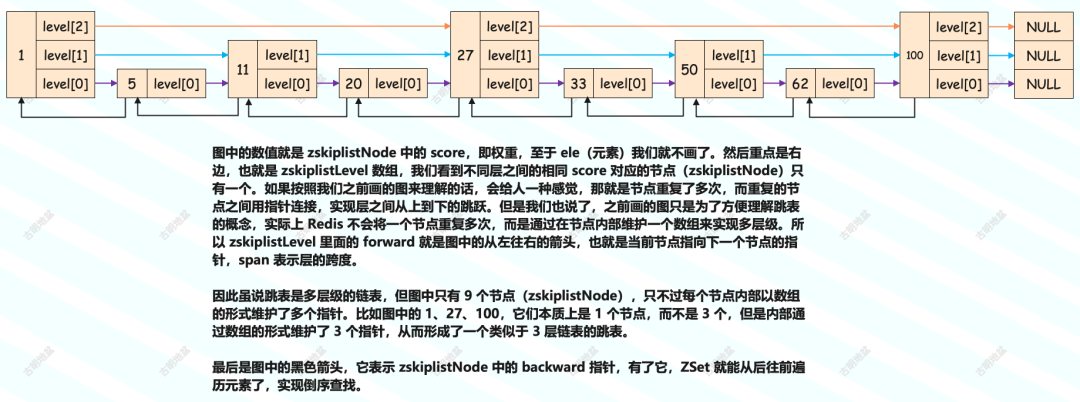 level[2] level[2] level[2] NULL
1 level[1] 11 level[1] 27 level[1] 50 level[1] 100 level[1] NULL
level[0] 5 level[0] level[0] 20 level[0] level[0] 33 level[0] level[0] 62 level[0] level[0] NULL
图中的数值就是 zskiplistNode 中的 score，即权重，至于 ele（元素）我们就不画了。然后重点是右
边，也就是 zskiplistLevel 数组，我们看到不同层之间的相同 score 对应的节点（zskiplistNode）只
有一个。如果按照我们之前画的图来理解的话，会给人一种感觉，那就是节点重复了多次，而重复的节
点之间用指针连接，实现层之间从上到下的跳跃。但是我们也说了，之前画的图只是为了方便理解跳表
的概念，实际上 Redis 不会将一个节点重复多次，而是通过在节点内部维护一个数组来实现多层级。所
以 zskiplistLevel 里面的 forward 就是图中的从左往右的箭头，也就是当前节点指向下一个节点的指
针，span 表示层的跨度。
因此虽说跳表是多层级的链表，但图中只有 9 个节点（zskiplistNode），只不过每个节点内部以数组
的形式维护了多个指针。比如图中的 1、27、100，它们本质上是 1 个节点，而不是 3 个，但是内部通
过数组的形式维护了 3 个指针，从而形成了一个类似于 3 层链表的跳表。
最后是图中的黑色箭头，它表示 zskiplistNode 中的 backward 指针，有了它，ZSet 就能从后往前遍
历元素了，实现倒序查找。